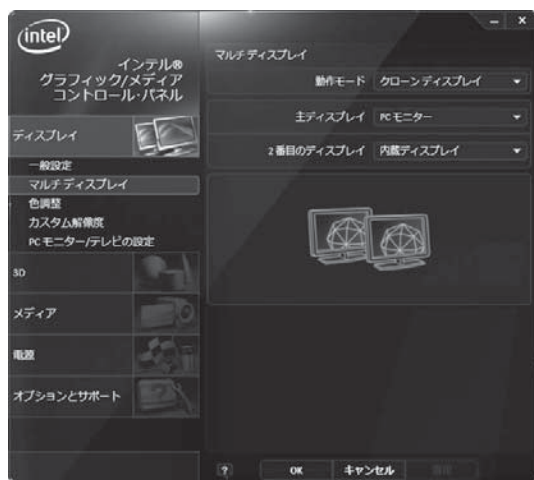 intel
インテル®
グラフィック/メディア
コントロール・パネル
ディスプレイ
一般設定
マルチ ディスプレイ
色調整
カスタム解像度
PC モニター/テレビの設定
3D
メディア
電源
オプションとサポート
マルチ ディスプレイ
動作モード クローン ディスプレイ
主ディスプレイ PC モニター
2 番目のディスプレイ 内蔵ディスプレイ
? OK キャンセル 適用